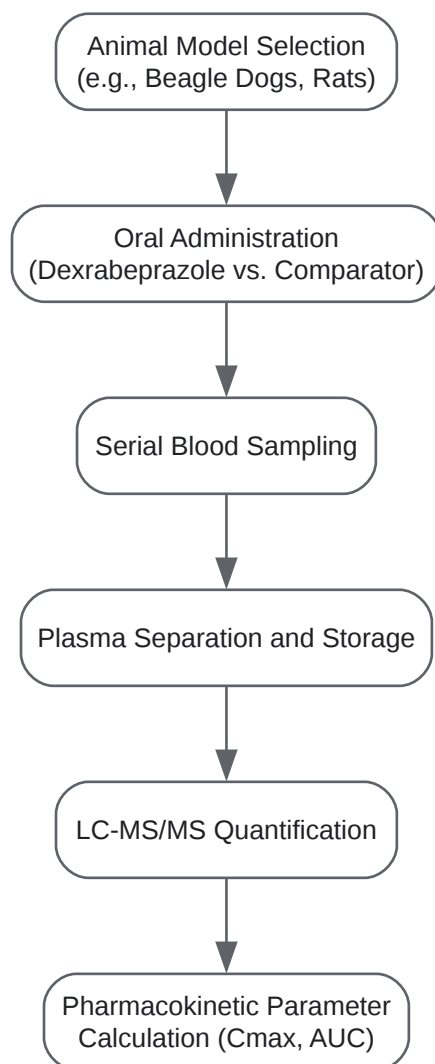 Animal Model Selection
(e.g., Beagle Dogs, Rats)
Oral Administration
(Dexrabeprazole vs. Comparator)
Serial Blood Sampling
Plasma Separation and Storage
LC-MS/MS Quantification
Pharmacokinetic Parameter
Calculation (Cmax, AUC)